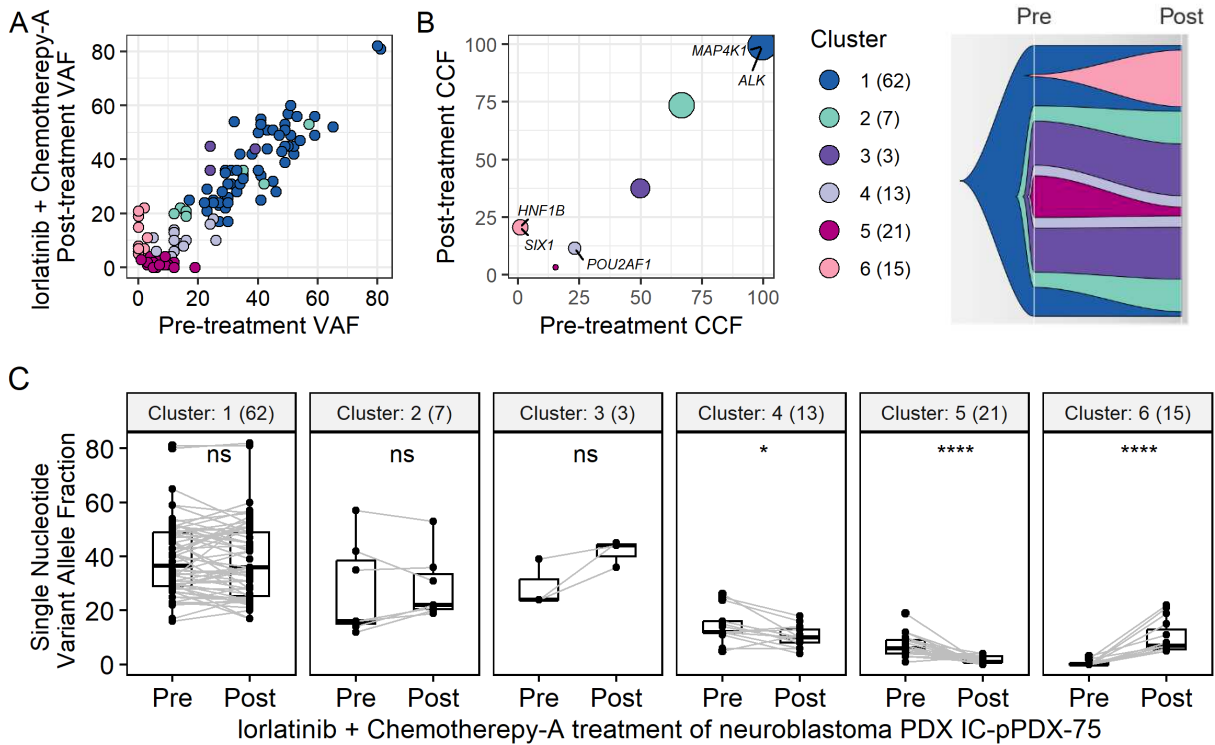 A
lorlatinib + Chemotherepy-A
Post-treatment VAF
80
60
40
20
0
0 20 40 60 80
Pre-treatment VAF
B
Post-treatment CCF
100
75
50
25
0
MAP4K1
ALK
HNF1B
SIX1
POU2AF1
0 25 50 75 100
Pre-treatment CCF
Cluster
1 (62)
2 (7)
3 (3)
4 (13)
5 (21)
6 (15)
Pre Post
C
Single Nucleotide
Variant Allele Fraction
80
60
40
20
0
Cluster: 1 (62) Cluster: 2 (7) Cluster: 3 (3) Cluster: 4 (13) Cluster: 5 (21) Cluster: 6 (15)
ns ns ns * **** ****
Pre Post Pre Post Pre Post Pre Post Pre Post Pre Post
lorlatinib + Chemotherepy-A treatment of neuroblastoma PDX IC-pPDX-75